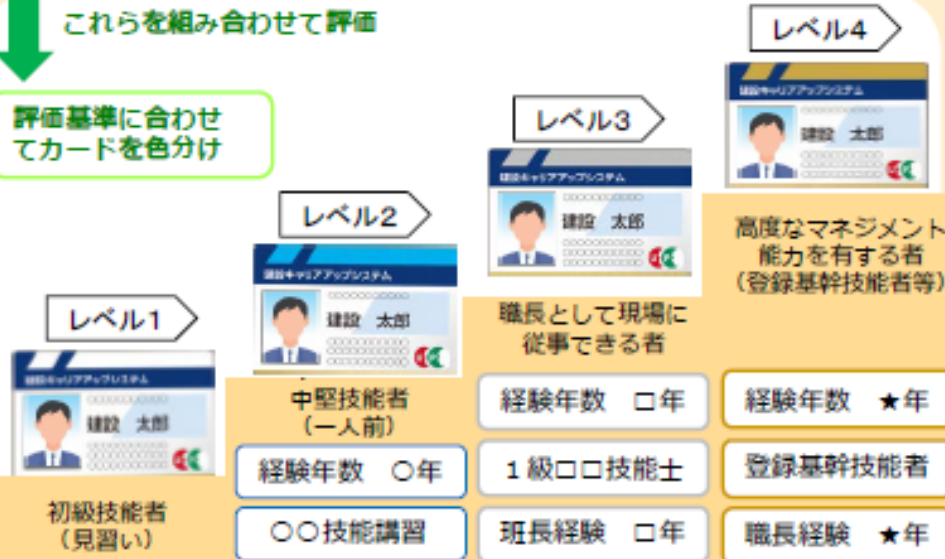 これらを組み合わせて評価
評価基準に合わせ
てカードを色分け
レベル4
建設キャリアアップシステム
建設 太郎
高度なマネジメント
能力を有する者
(登録基幹技能者等)
経験年数 ★年
登録基幹技能者
職長経験 ★年
レベル3
建設キャリアアップシステム
建設 太郎
職長として現場に
従事できる者
経験年数 □年
1級□□技能士
班長経験 □年
レベル2
建設キャリアアップシステム
建設 太郎
中堅技能者
(一人前)
経験年数 ○年
○○技能講習
レベル1
建設キャリアアップシステム
建設 太郎
初級技能者
(見習い)